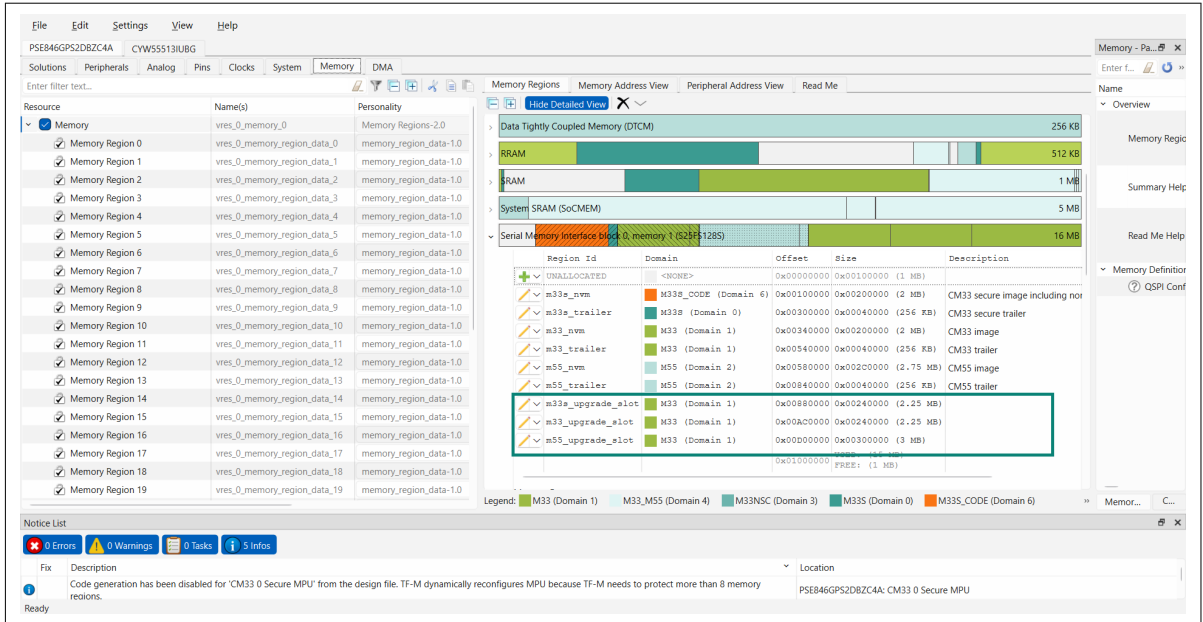 File Edit Settings View Help
PSE846GPS2DBZC4A CYW55513IUBG
Solutions Peripherals Analog Pins Clocks System Memory DMA
Enter filter text...
Resource Name(s) Personality
Memory vres_0_memory_0 Memory Regions-2.0
Memory Region 0 vres_0_memory_region_data_0 memory_region_data-1.0
Memory Region 1 vres_0_memory_region_data_1 memory_region_data-1.0
Memory Region 2 vres_0_memory_region_data_2 memory_region_data-1.0
Memory Region 3 vres_0_memory_region_data_3 memory_region_data-1.0
Memory Region 4 vres_0_memory_region_data_4 memory_region_data-1.0
Memory Region 5 vres_0_memory_region_data_5 memory_region_data-1.0
Memory Region 6 vres_0_memory_region_data_6 memory_region_data-1.0
Memory Region 7 vres_0_memory_region_data_7 memory_region_data-1.0
Memory Region 8 vres_0_memory_region_data_8 memory_region_data-1.0
Memory Region 9 vres_0_memory_region_data_9 memory_region_data-1.0
Memory Region 10 vres_0_memory_region_data_10 memory_region_data-1.0
Memory Region 11 vres_0_memory_region_data_11 memory_region_data-1.0
Memory Region 12 vres_0_memory_region_data_12 memory_region_data-1.0
Memory Region 13 vres_0_memory_region_data_13 memory_region_data-1.0
Memory Region 14 vres_0_memory_region_data_14 memory_region_data-1.0
Memory Region 15 vres_0_memory_region_data_15 memory_region_data-1.0
Memory Region 16 vres_0_memory_region_data_16 memory_region_data-1.0
Memory Region 17 vres_0_memory_region_data_17 memory_region_data-1.0
Memory Region 18 vres_0_memory_region_data_18 memory_region_data-1.0
Memory Region 19 vres_0_memory_region_data_19 memory_region_data-1.0
Memory Regions Memory Address View Peripheral Address View Read Me
Hide Detailed View
Data Tightly Coupled Memory (DTCM) 256 KB
RRAM 512 KB
SRAM 1 MB
System SRAM (SoCMEM) 5 MB
Serial Memory Interface block 0, memory 1 (S25FS128S) 16 MB
Region Id Domain Offset Size Description
UNALLOCATED <NONE> 0x00000000 0x00100000 (1 MB)
m33s_nvm M33S_CODE (Domain 6) 0x00100000 0x00200000 (2 MB) CM33 secure image including nor
m33s_trailer M33S (Domain 0) 0x00300000 0x00040000 (256 KB) CM33 secure trailer
m33_nvm M33 (Domain 1) 0x00340000 0x00200000 (2 MB) CM33 image
m33_trailer M33 (Domain 1) 0x00540000 0x00040000 (256 KB) CM33 trailer
m55_nvm M55 (Domain 2) 0x00580000 0x002C0000 (2.75 MB) CM55 image
m55_trailer M55 (Domain 2) 0x00840000 0x00040000 (256 KB) CM55 trailer
m33s_upgrade_slot M33 (Domain 1) 0x00880000 0x00240000 (2.25 MB)
m33_upgrade_slot M33 (Domain 1) 0x00AC0000 0x00240000 (2.25 MB)
m55_upgrade_slot M33 (Domain 1) 0x00D00000 0x00300000 (3 MB)
0x01000000
FREE: (1 MB)
Legend: M33 (Domain 1) M33_M55 (Domain 4) M33NSC (Domain 3) M33S (Domain 0) M33S_CODE (Domain 6) »
Memory - Pa...
Enter f... »
Name
Overview
Memory Regio
Summary Help
Read Me Help
Memory Definition
QSPI Conf
Memor... C...
Notice List
0 Errors 0 Warnings 0 Tasks 5 Infos
Fix Description Location
Code generation has been disabled for 'CM33 0 Secure MPU' from the design file. TF-M dynamically reconfigures MPU because TF-M needs to protect more than 8 memory
regions.
PSE846GPS2DBZC4A: CM33 0 Secure MPU
Ready